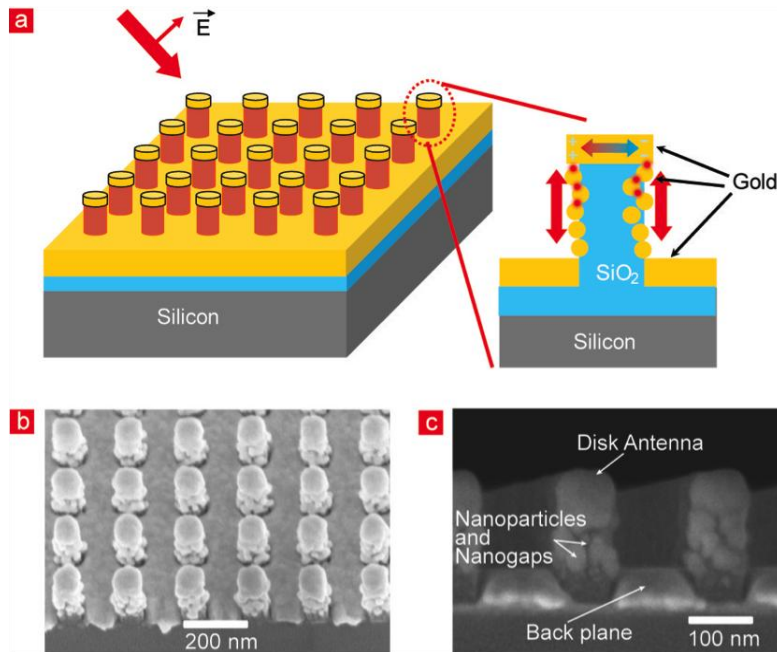 a
E
Silicon
+ −
+ −
Gold
SiO₂
Silicon
b
200 nm
c
Disk Antenna
Nanoparticles
and
Nanogaps
Back plane
100 nm